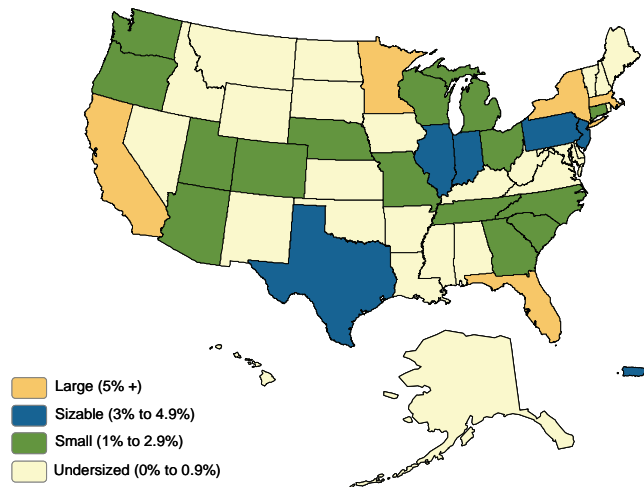 Large (5% +)
Sizable (3% to 4.9%)
Small (1% to 2.9%)
Undersized (0% to 0.9%)